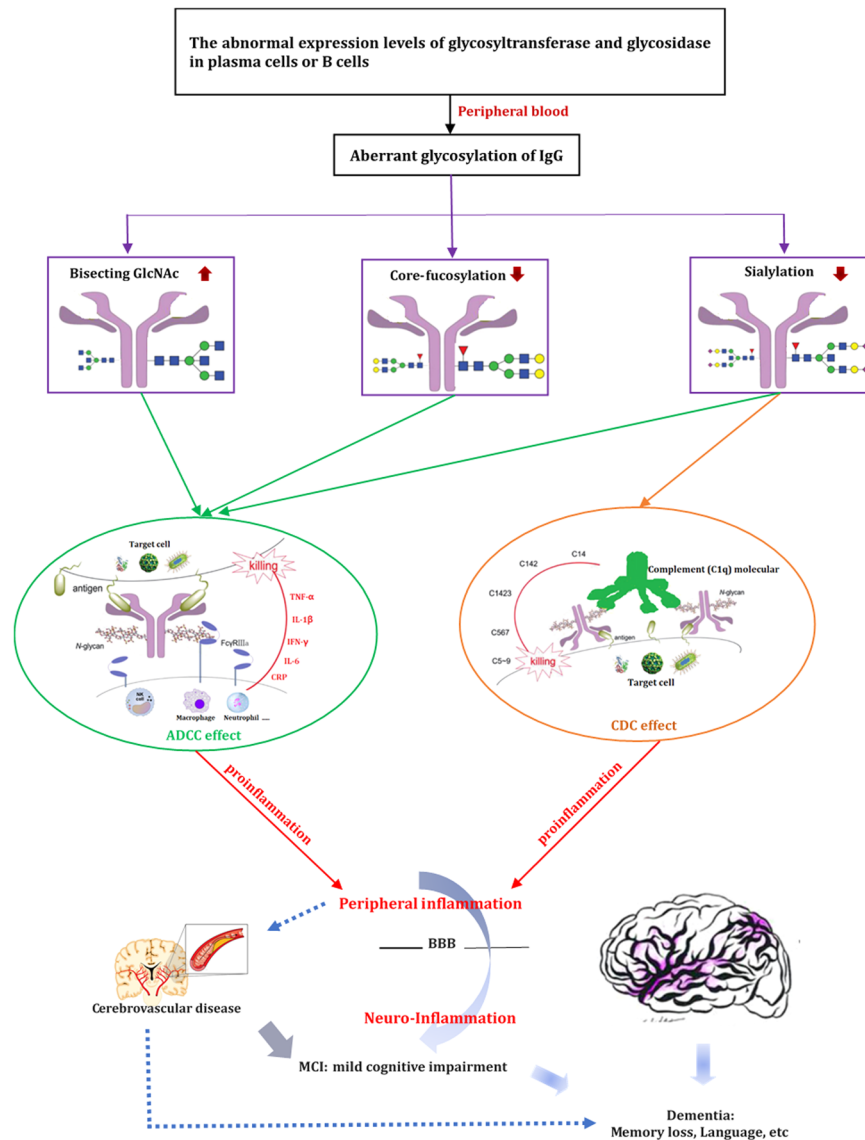 The abnormal expression levels of glycosyltransferase and glycosidase
in plasma cells or B cells
Peripheral blood
Aberrant glycosylation of IgG
Bisecting GlcNAc
Core-fucosylation
Sialylation
Target cell
killing
antigen
TNF-α
IL-1β
IFN-γ
IL-6
CRP
N-glycan
FcγRIIIa
NK
cell
Macrophage
Neutrophil ....
ADCC effect
C14
C142
C1423
C567
C5~9
killing
Complement (C1q) molecular
N-glycan
antigen
Target cell
CDC effect
proinflammation
proinflammation
Peripheral inflammation
BBB
Neuro-Inflammation
Cerebrovascular disease
MCI: mild cognitive impairment
Dementia:
Memory loss, Language, etc